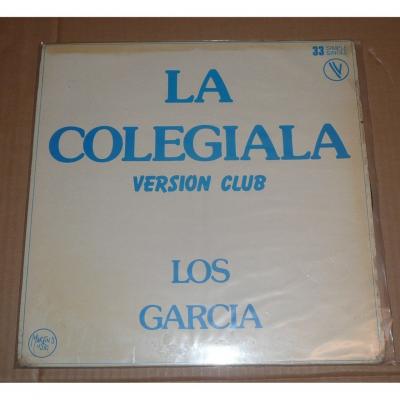 33
LA
COLEGIALA
VERSION CLUB
LOS
GARCIA